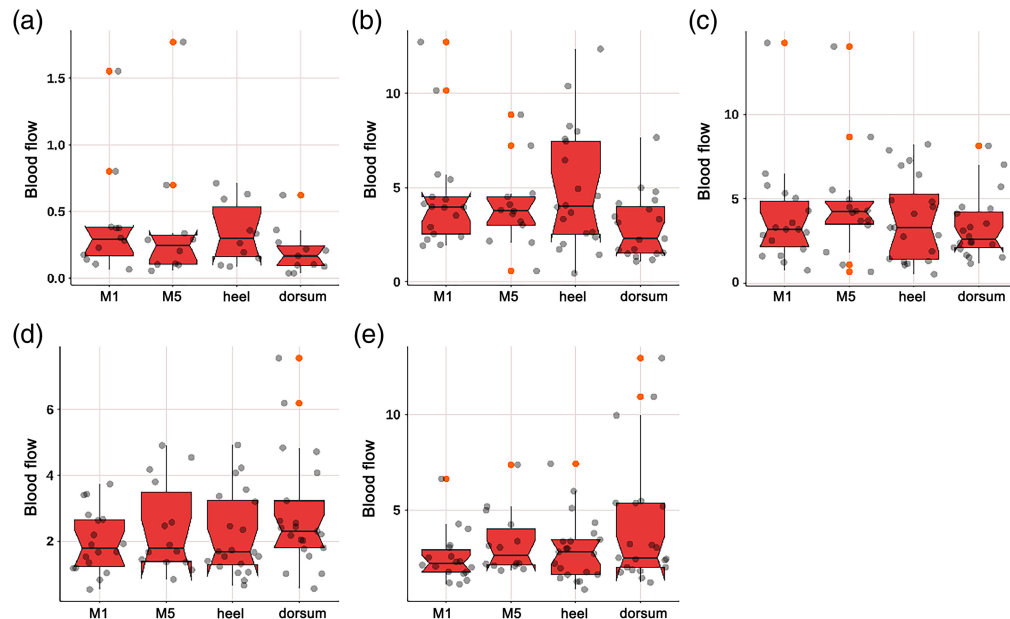 (a)
Blood flow
1.5
1.0
0.5
0.0
M1 M5 heel dorsum
(b)
Blood flow
10
5
0
M1 M5 heel dorsum
(c)
Blood flow
10
5
0
M1 M5 heel dorsum
(d)
Blood flow
6
4
2
M1 M5 heel dorsum
(e)
Blood flow
10
5
M1 M5 heel dorsum